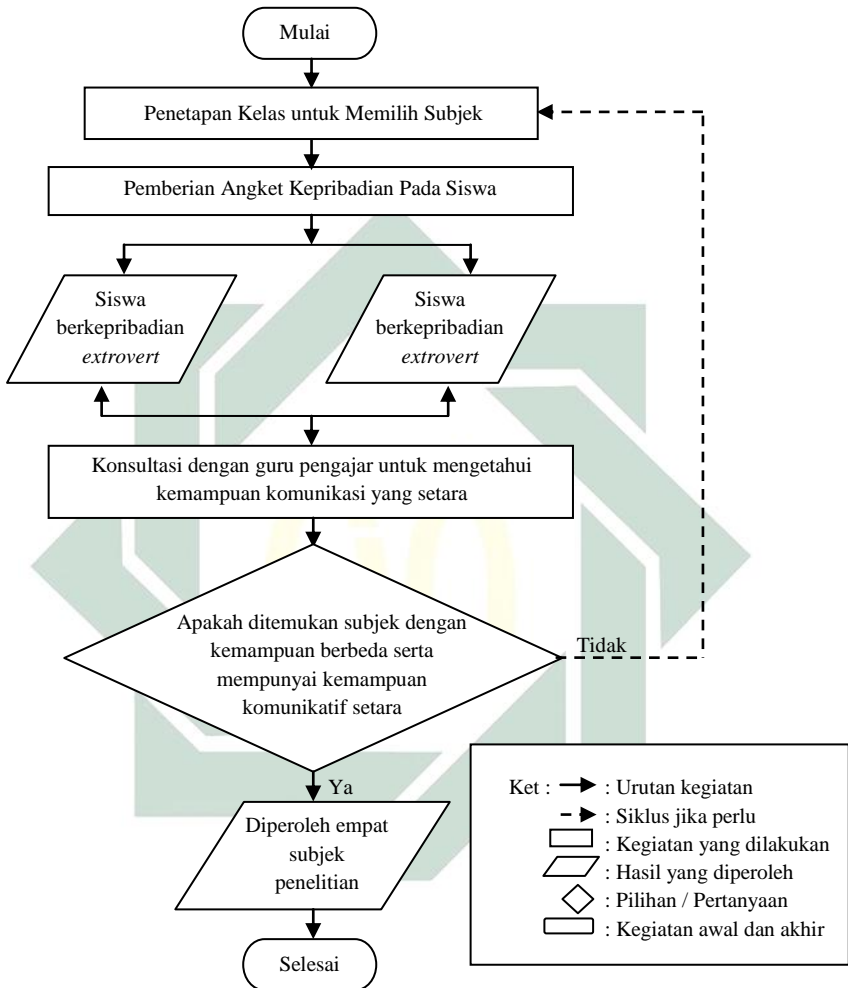 Mulai
Penetapan Kelas untuk Memilih Subjek
Pemberian Angket Kepribadian Pada Siswa
Siswa
berkepribadian
extrovert
Siswa
berkepribadian
extrovert
Konsultasi dengan guru pengajar untuk mengetahui
kemampuan komunikasi yang setara
Apakah ditemukan subjek dengan
kemampuan berbeda serta
mempunyai kemampuan
komunikatif setara
Tidak
Ya
Diperoleh empat
subjek
penelitian
Selesai
Ket : : Urutan kegiatan
: Siklus jika perlu
: Kegiatan yang dilakukan
: Hasil yang diperoleh
: Pilihan / Pertanyaan
: Kegiatan awal dan akhir